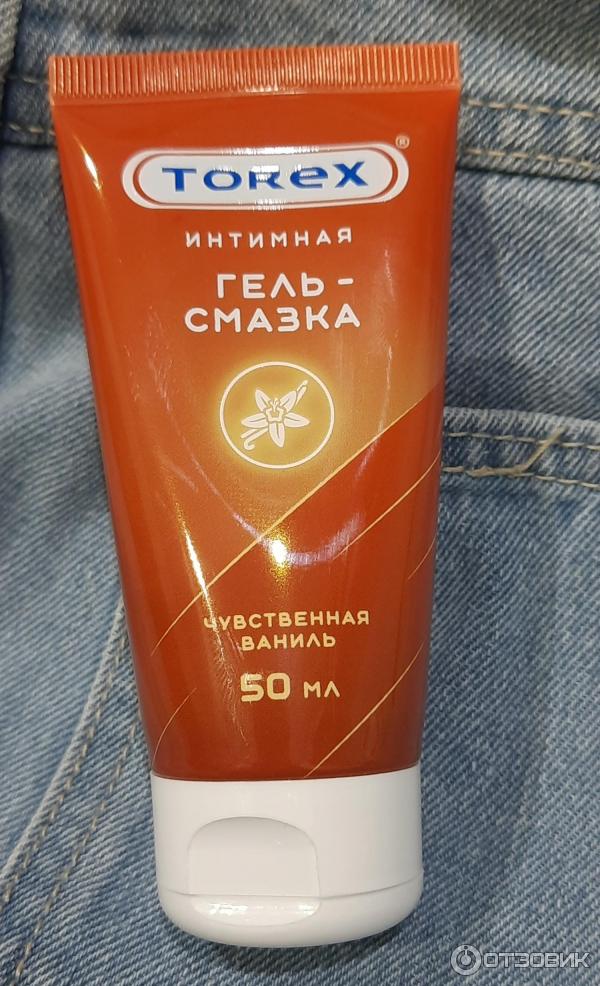 TOREX ®
ИНТИМНАЯ
ГЕЛЬ -
СМАЗКА
ЧУВСТВЕННАЯ
ВАНИЛЬ
50 МЛ
ОТЗОВИК